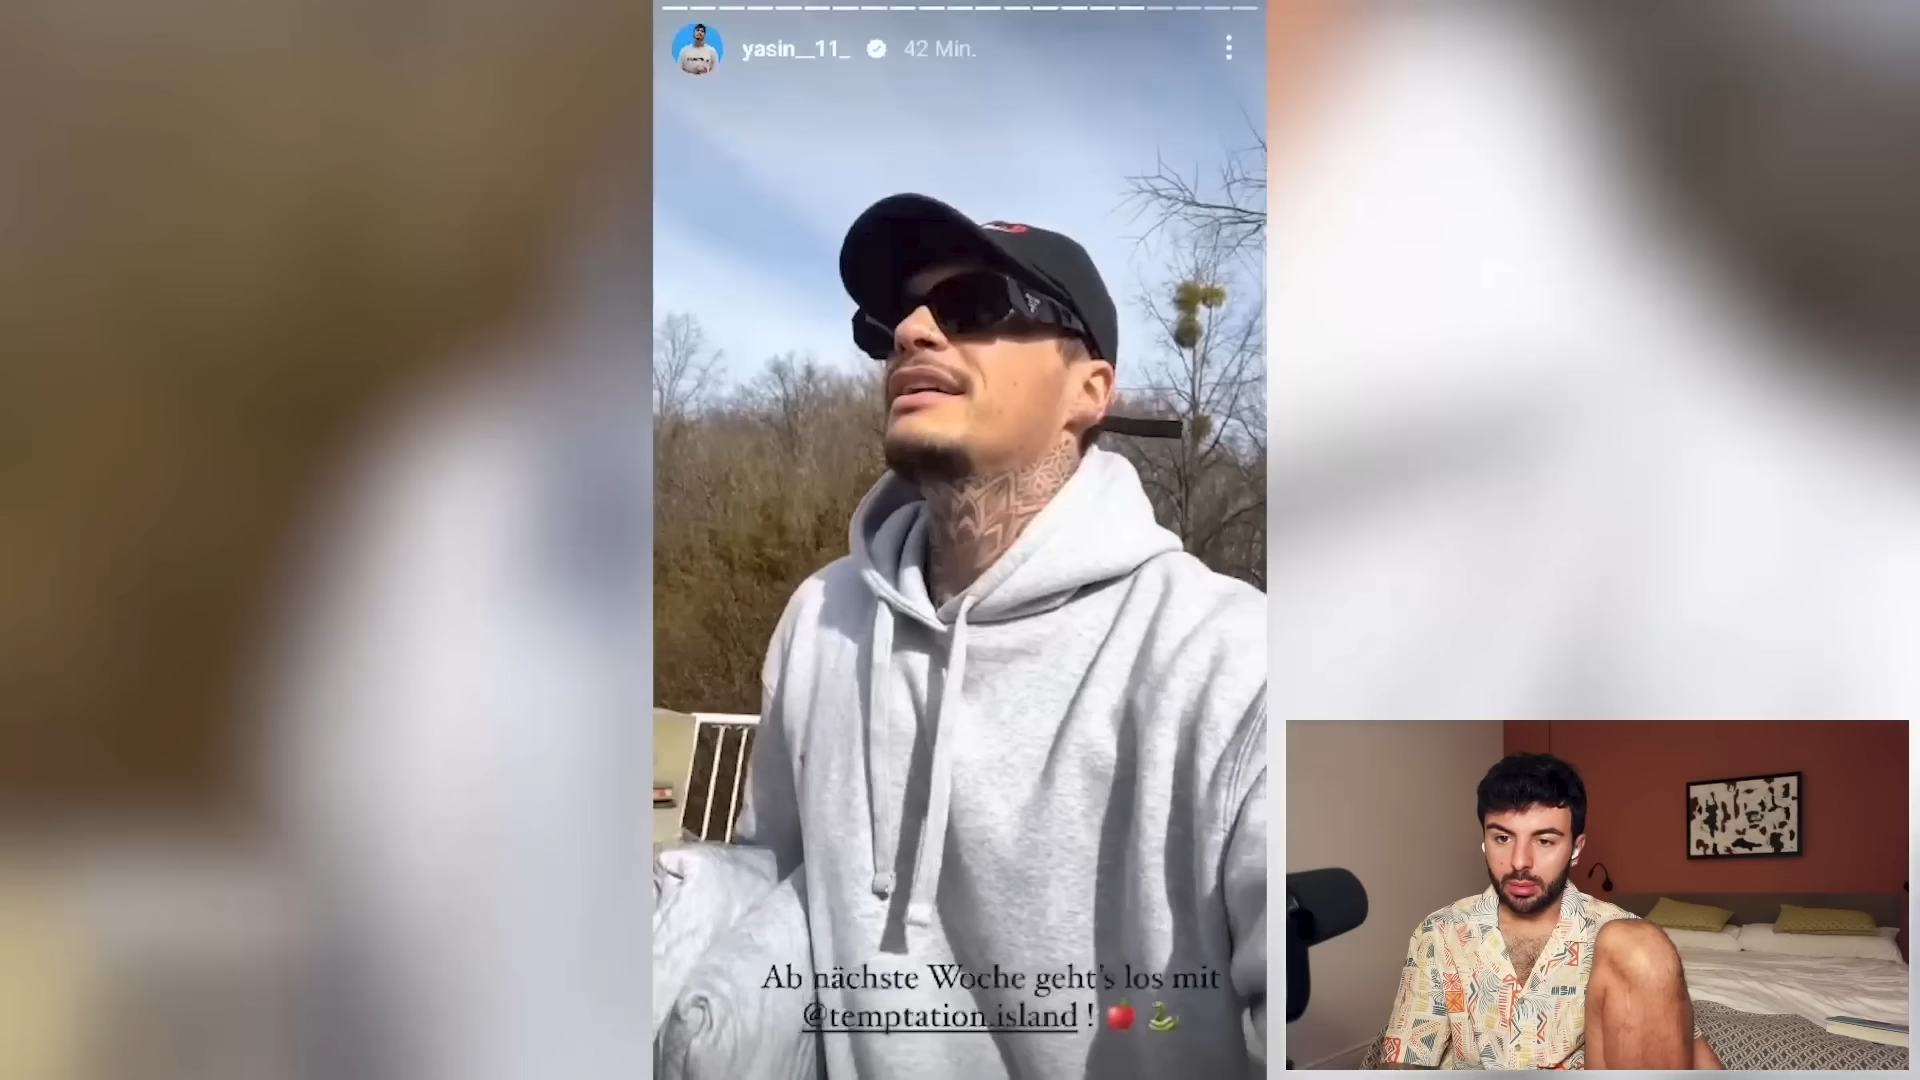 yasin__11_ 42 Min.
Ab nächste Woche geht's los mit
@temptation.island ! 🍎 🐍